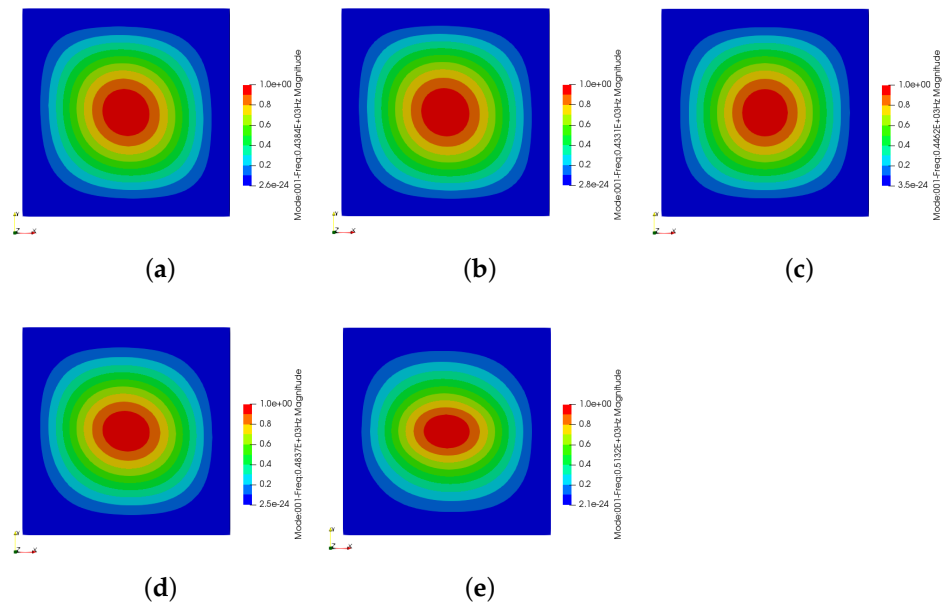 1.0e+00
0.8
0.6
0.4
0.2
2.6e-24
Mode:001-Freq:0.4384E+03Hz Magnitude
Y
Z
X
(a)
1.0e+00
0.8
0.6
0.4
0.2
2.8e-24
Mode:001-Freq:0.4331E+03Hz Magnitude
Y
Z
X
(b)
1.0e+00
0.8
0.6
0.4
0.2
3.5e-24
Mode:001-Freq:0.4462E+03Hz Magnitude
Y
Z
X
(c)
1.0e+00
0.8
0.6
0.4
0.2
2.5e-24
Mode:001-Freq:0.4837E+03Hz Magnitude
Y
Z
X
(d)
1.0e+00
0.8
0.6
0.4
0.2
2.1e-24
Mode:001-Freq:0.5132E+03Hz Magnitude
Y
Z
X
(e)